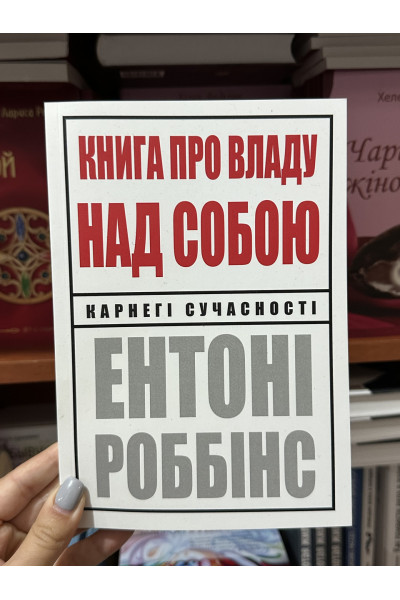 КНИГА ПРО ВЛАДУ
НАД СОБОЮ
КАРНЕГІ СУЧАСНОСТІ
ЕНТОНІ
РОББІНС